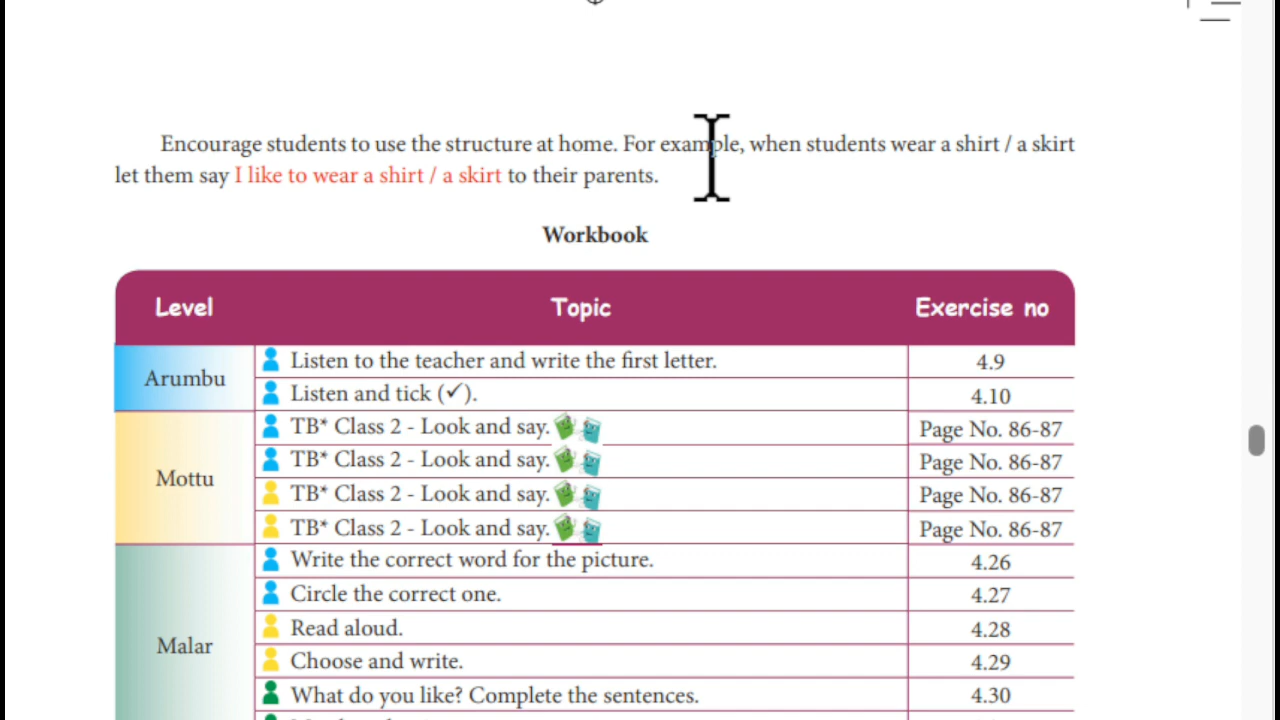 Encourage students to use the structure at home. For example, when students wear a shirt / a skirt
let them say I like to wear a shirt / a skirt to their parents.
Workbook
Level Topic Exercise no
Arumbu
Listen to the teacher and write the first letter. 4.9
Listen and tick (✓). 4.10
Mottu
TB* Class 2 - Look and say. Page No. 86-87
TB* Class 2 - Look and say. Page No. 86-87
TB* Class 2 - Look and say. Page No. 86-87
TB* Class 2 - Look and say. Page No. 86-87
Malar
Write the correct word for the picture. 4.26
Circle the correct one. 4.27
Read aloud. 4.28
Choose and write. 4.29
What do you like? Complete the sentences. 4.30